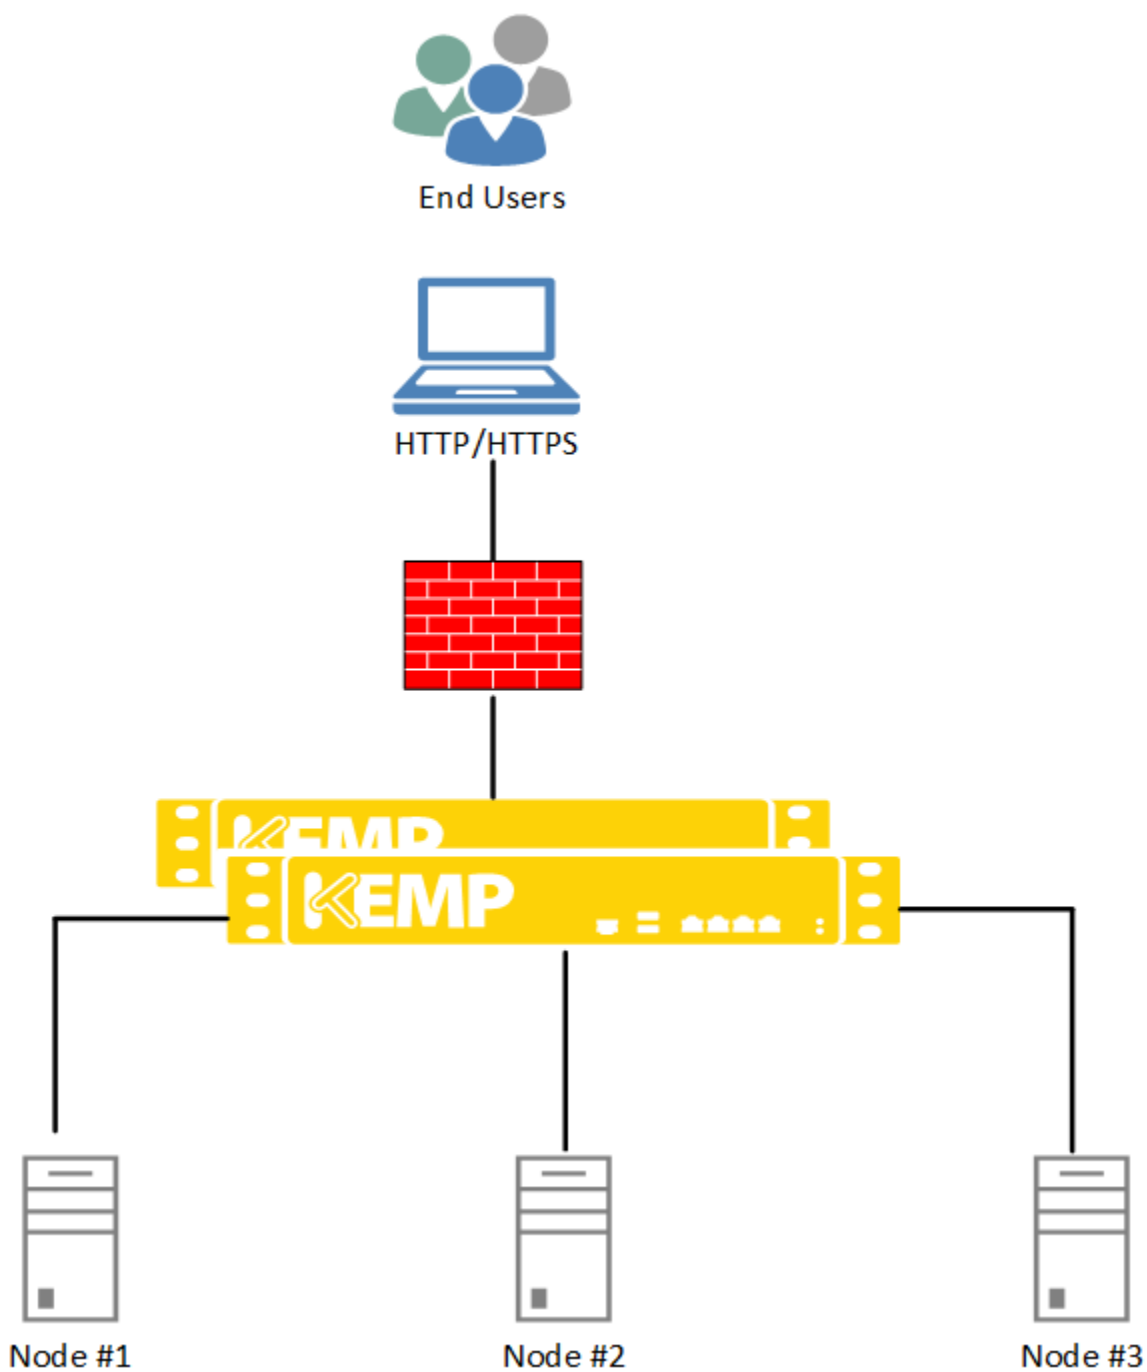 End Users
HTTP/HTTPS
KEMP
KEMP
Node #1
Node #2
Node #3